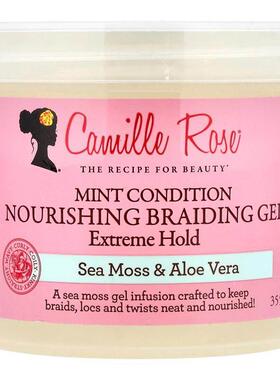 Camille Rose®
THE RECIPE FOR BEAUTY™
MINT CONDITION
NOURISHING BRAIDING GEL
Extreme Hold
Sea Moss & Aloe Vera
A sea moss gel infusion crafted to keep
braids, locs and twists neat and nourished!